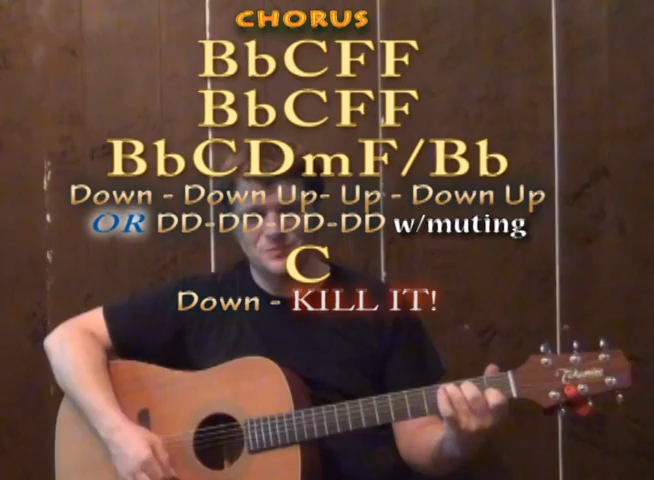 CHORUS
BbCFF
BbCFF
BbCDmF/Bb
Down - Down Up- Up - Down Up
OR DD-DD-DD-DD w/muting
C
Down - KILL IT!
Takamine